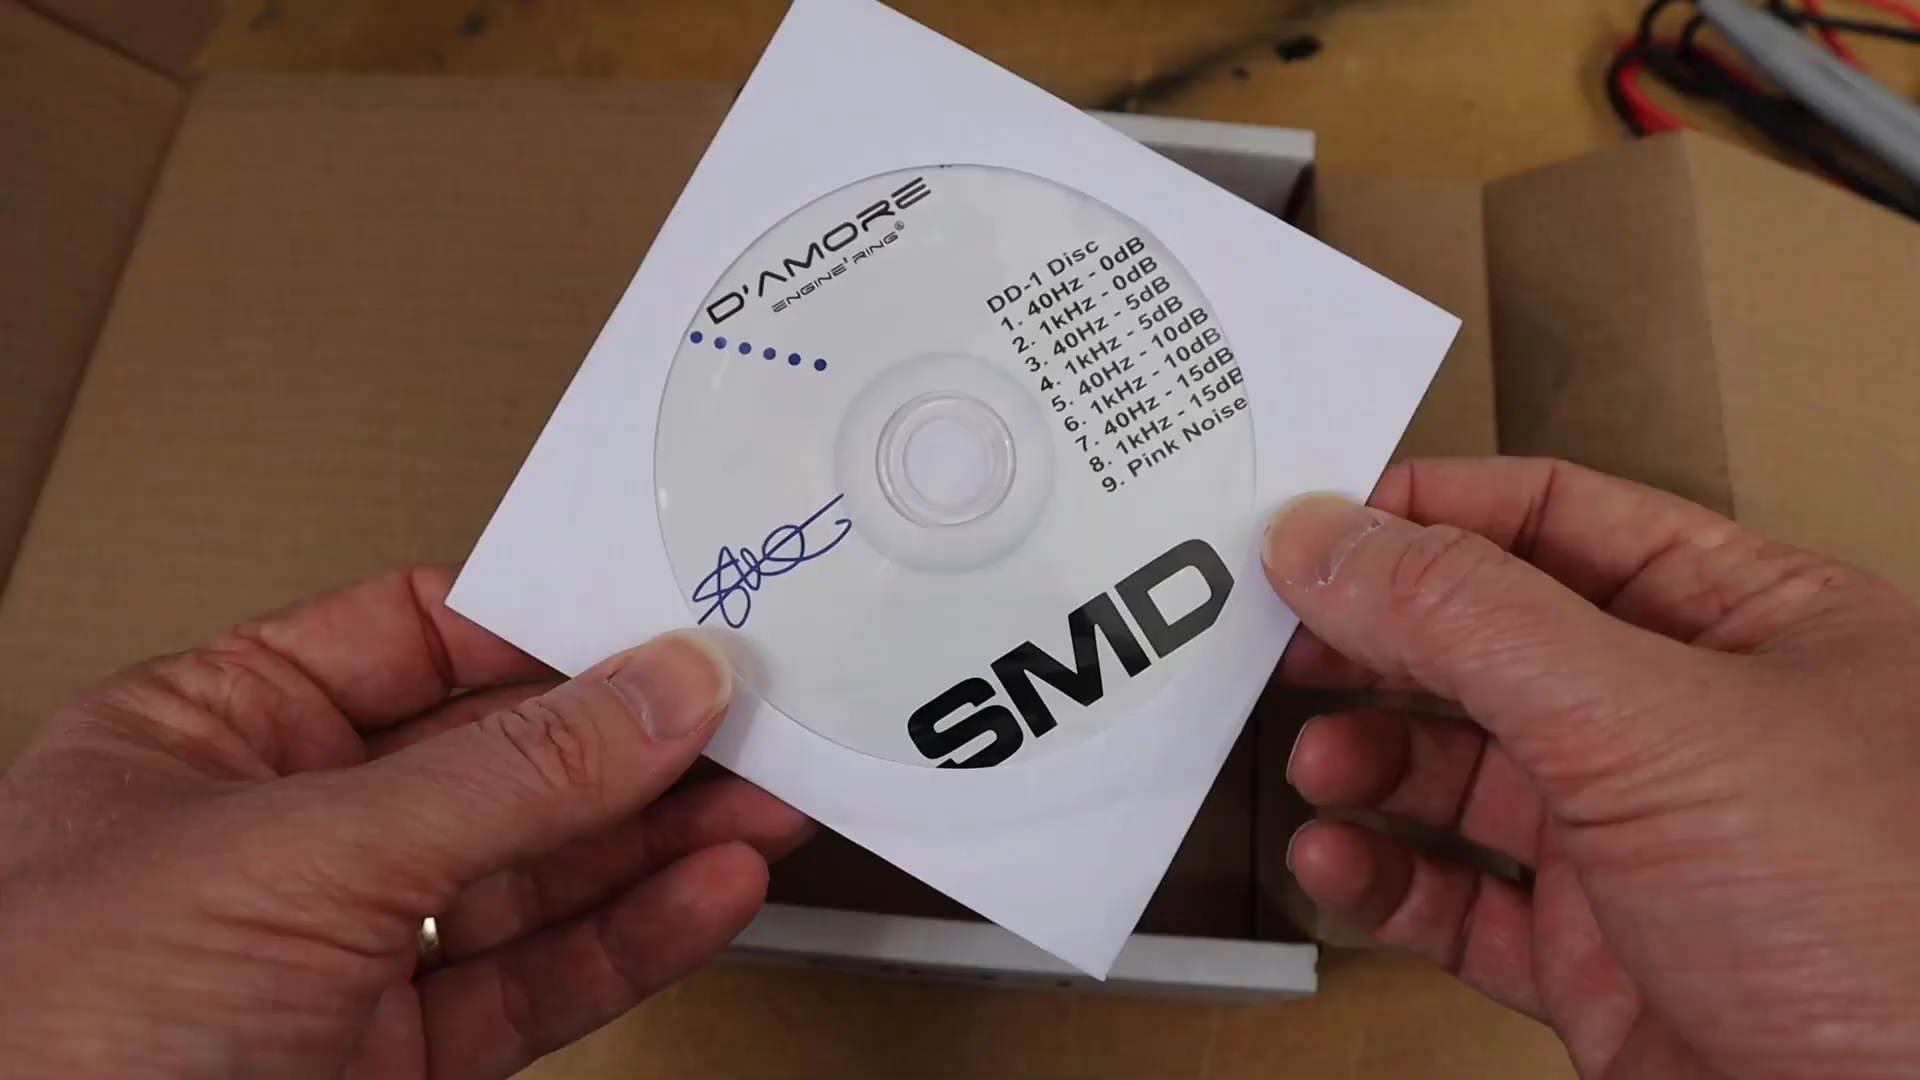 D'AMORE
ENGINE'RING®
DD-1 Disc
1. 40Hz - 0dB
2. 1kHz - 0dB
3. 40Hz - 5dB
4. 1kHz - 5dB
5. 40Hz - 10dB
6. 1kHz - 10dB
7. 40Hz - 15dB
8. 1kHz - 15dB
9. Pink Noise
SMD